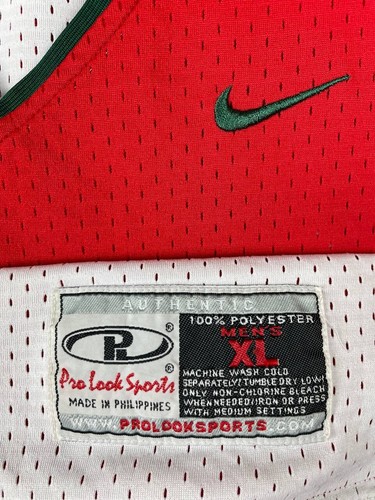 AUTHENTIC
PL
®
Pro Look Sports®
MADE IN PHILIPPINES
100% POLYESTER
MEN'S
XL
MACHINE WASH COLD
SEPARATELY/TUMBLE DRY LOW/
ONLY NON-CHLORINE BLEACH
WHEN NEEDED/IRON OR PRESS
WITH MEDIUM SETTINGS
WWW.PROLOOKSPORTS.COM